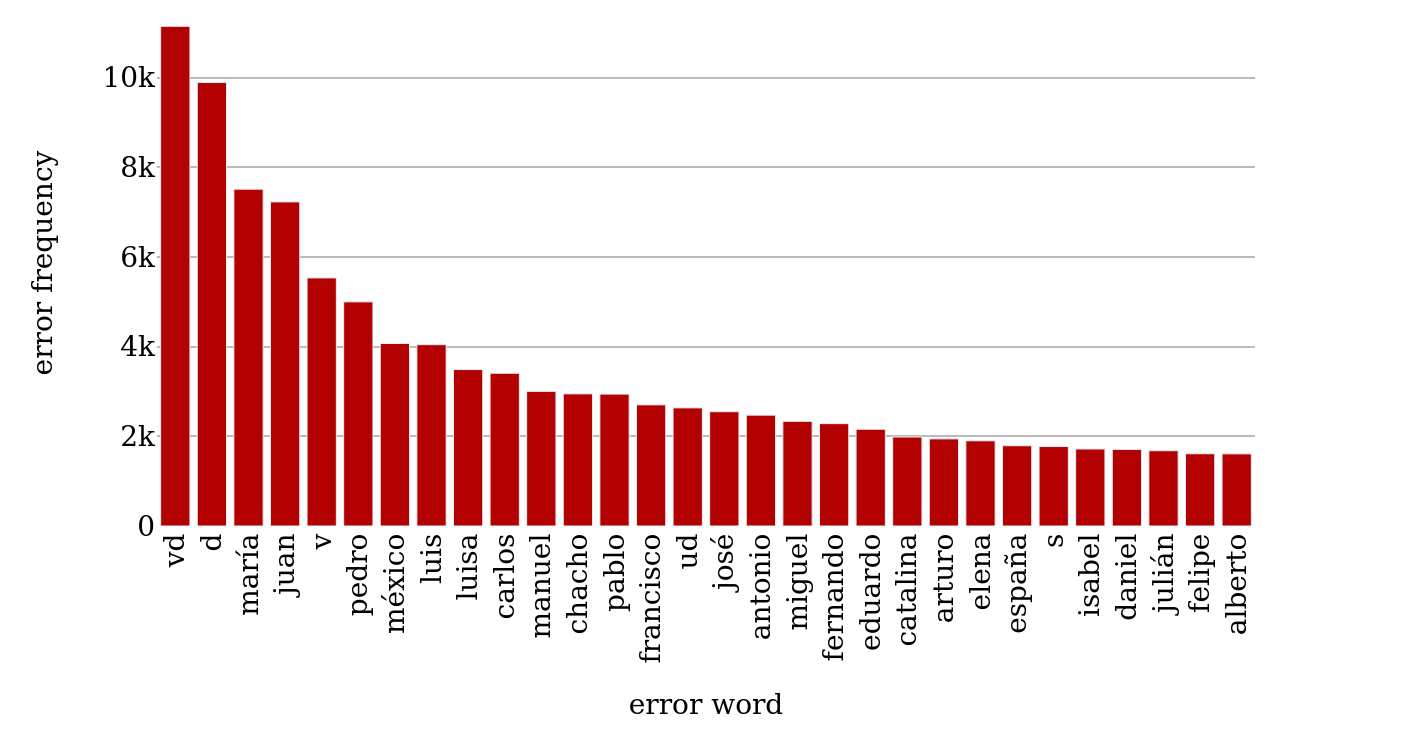 error frequency
10k
8k
6k
4k
2k
0
vd
d
maría
juan
v
pedro
méxico
luis
luisa
carlos
manuel
chacho
pablo
francisco
ud
josé
antonio
miguel
fernando
eduardo
catalina
arturo
elena
españa
s
isabel
daniel
julián
felipe
alberto
error word